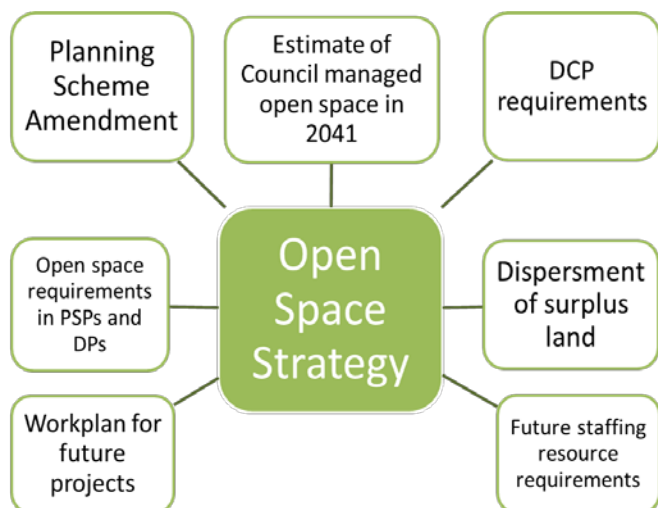 Planning
Scheme
Amendment
Estimate of
Council managed
open space in
2041
DCP
requirements
Open space
requirements
in PSPs and
DPs
Open
Space
Strategy
Dispersment
of surplus
land
Workplan for
future
projects
Future staffing
resource
requirements